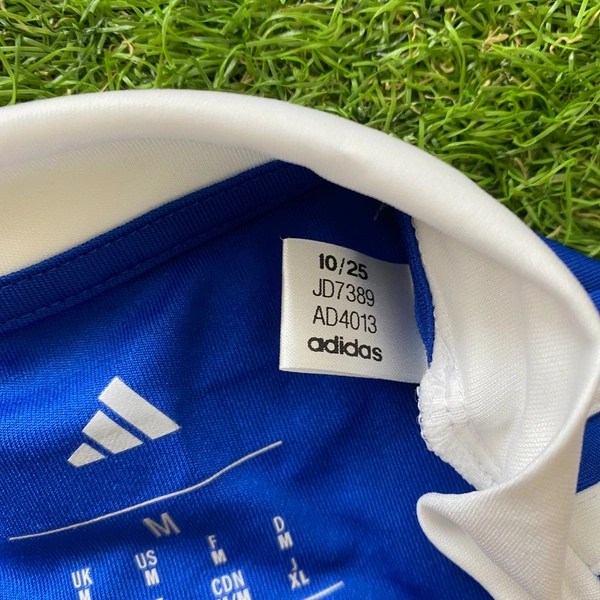 10/25
JD7389
AD4013
adidas
M
UK US F D
M M M M
CDN J
M/M XL